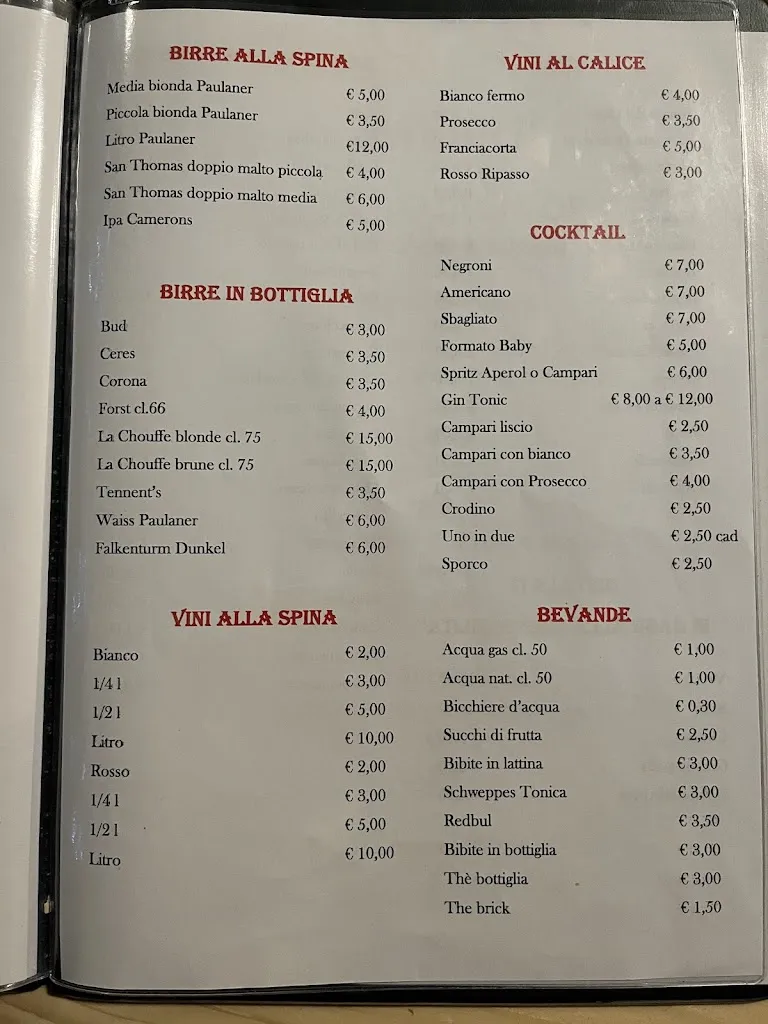 BIRRE ALLA SPINA
Media bionda Paulaner € 5,00
Piccola bionda Paulaner € 3,50
Litro Paulaner €12,00
San Thomas doppio malto piccola € 4,00
San Thomas doppio malto media € 6,00
Ipa Camerons € 5,00
BIRRE IN BOTTIGLIA
Bud € 3,00
Ceres € 3,50
Corona € 3,50
Forst cl.66 € 4,00
La Chouffe blonde cl. 75 € 15,00
La Chouffe brune cl. 75 € 15,00
Tennent's € 3,50
Waiss Paulaner € 6,00
Falkenturm Dunkel € 6,00
VINI ALLA SPINA
Bianco € 2,00
1/4 l € 3,00
1/2 l € 5,00
Litro € 10,00
Rosso € 2,00
1/4 l € 3,00
1/2 l € 5,00
Litro € 10,00
VINI AL CALICE
Bianco fermo € 4,00
Prosecco € 3,50
Franciacorta € 5,00
Rosso Ripasso € 3,00
COCKTAIL
Negroni € 7,00
Americano € 7,00
Sbagliato € 7,00
Formato Baby € 5,00
Spritz Aperol o Campari € 6,00
Gin Tonic € 8,00 a € 12,00
Campari liscio € 2,50
Campari con bianco € 3,50
Campari con Prosecco € 4,00
Crodino € 2,50
Uno in due € 2,50 cad
Sporco € 2,50
BEVANDE
Acqua gas cl. 50 € 1,00
Acqua nat. cl. 50 € 1,00
Bicchiere d'acqua € 0,30
Succhi di frutta € 2,50
Bibite in lattina € 3,00
Schweppes Tonica € 3,00
Redbul € 3,50
Bibite in bottiglia € 3,00
Thè bottiglia € 3,00
The brick € 1,50